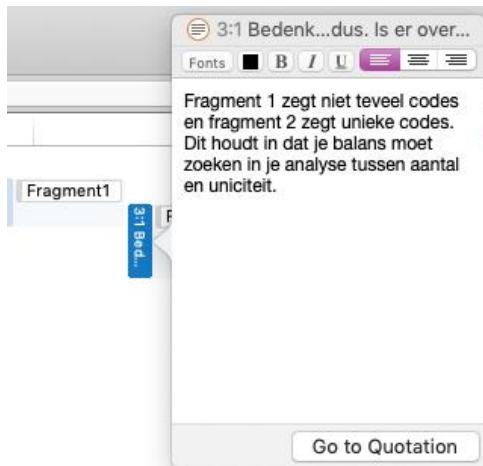 3:1 Bedenk...dus. Is er over...
Fonts B I U
Fragment 1 zegt niet teveel codes
en fragment 2 zegt unieke codes.
Dit houdt in dat je balans moet
zoeken in je analyse tussen aantal
en uniciteit.
Fragment1
3:1 Bed...
F
Go to Quotation